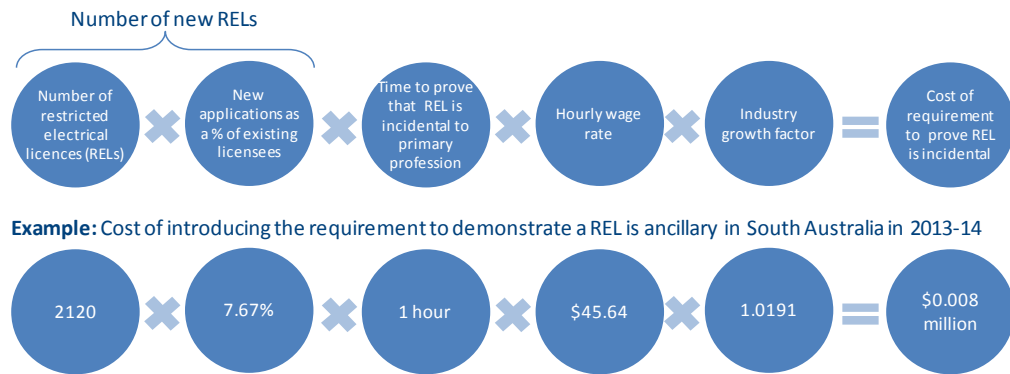 Number of new RELs
Number of
restricted
electrical
licences (RELs)
New
applications as
a % of existing
licensees
Time to prove
that REL is
incidental to
primary
profession
Hourly wage
rate
Industry
growth factor
Cost of
requirement
to prove REL
is incidental
Example: Cost of introducing the requirement to demonstrate a REL is ancillary in South Australia in 2013-14
2120
7.67%
1 hour
$45.64
1.0191
$0.008
million